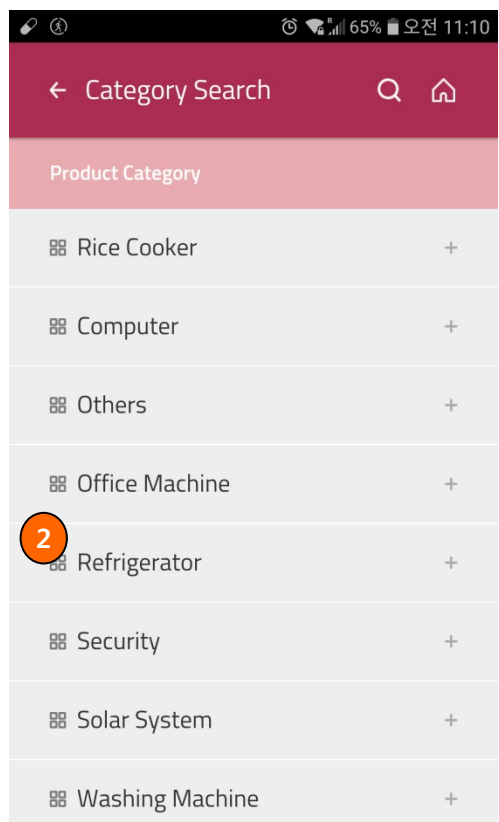 65% 오전 11:10
Category Search
Product Category
Rice Cooker
Computer
Others
Office Machine
2
Refrigerator
Security
Solar System
Washing Machine